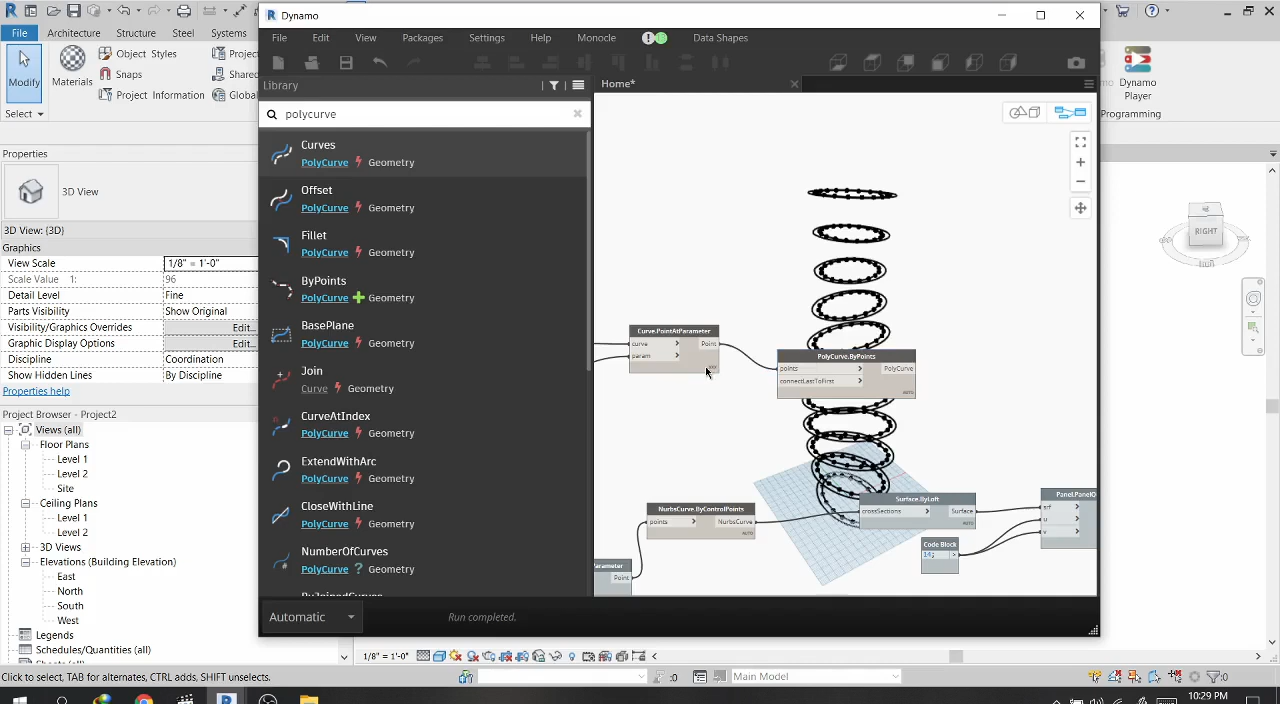 Dynamo
File
Architecture
Structure
Steel
Systems
File Edit View Packages Settings Help Monocle Data Shapes
Modify
Materials
Object Styles
Snaps
Project Information
Select
Dynamo Player
Library
Home*
polycurve
Curves
PolyCurve Geometry
Offset
PolyCurve Geometry
Fillet
PolyCurve Geometry
ByPoints
PolyCurve Geometry
BasePlane
PolyCurve Geometry
Join
Curve Geometry
CurveAtIndex
PolyCurve Geometry
ExtendWithArc
PolyCurve Geometry
CloseWithLine
PolyCurve Geometry
NumberOfCurves
PolyCurve ? Geometry
Automatic
Run completed.
Curve.PointAtParameter
curve > Point
param >
PolyCurve.ByPoints
points > PolyCurve
connectLastToFirst >
AUTO
NurbsCurve.ByControlPoints
points > NurbsCurve
AUTO
Surface.ByLoft
crossSections > Surface
AUTO
Code Block
14; >
srf >
u >
v >
Point
RIGHT
Properties
3D View
3D View: {3D}
Graphics
View Scale 1/8" = 1'-0"
Scale Value 1: 96
Detail Level Fine
Parts Visibility Show Original
Visibility/Graphics Overrides Edit...
Graphic Display Options Edit...
Discipline Coordination
Show Hidden Lines By Discipline
Properties help
Project Browser - Project2
Views (all)
Floor Plans
Level 1
Level 2
Site
Ceiling Plans
Level 1
Level 2
3D Views
Elevations (Building Elevation)
East
North
South
West
Legends
Schedules/Quantities (all)
1/8" = 1'-0"
Click to select, TAB for alternates, CTRL adds, SHIFT unselects.
:0
Main Model
:0
10:29 PM